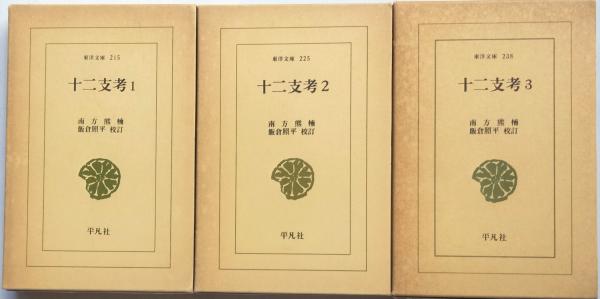 東洋文庫 215
十二支考1
南方熊楠
飯倉照平 校訂
平凡社
東洋文庫 225
十二支考2
南方熊楠
飯倉照平 校訂
平凡社
東洋文庫 238
十二支考3
南方熊楠
飯倉照平 校訂
平凡社